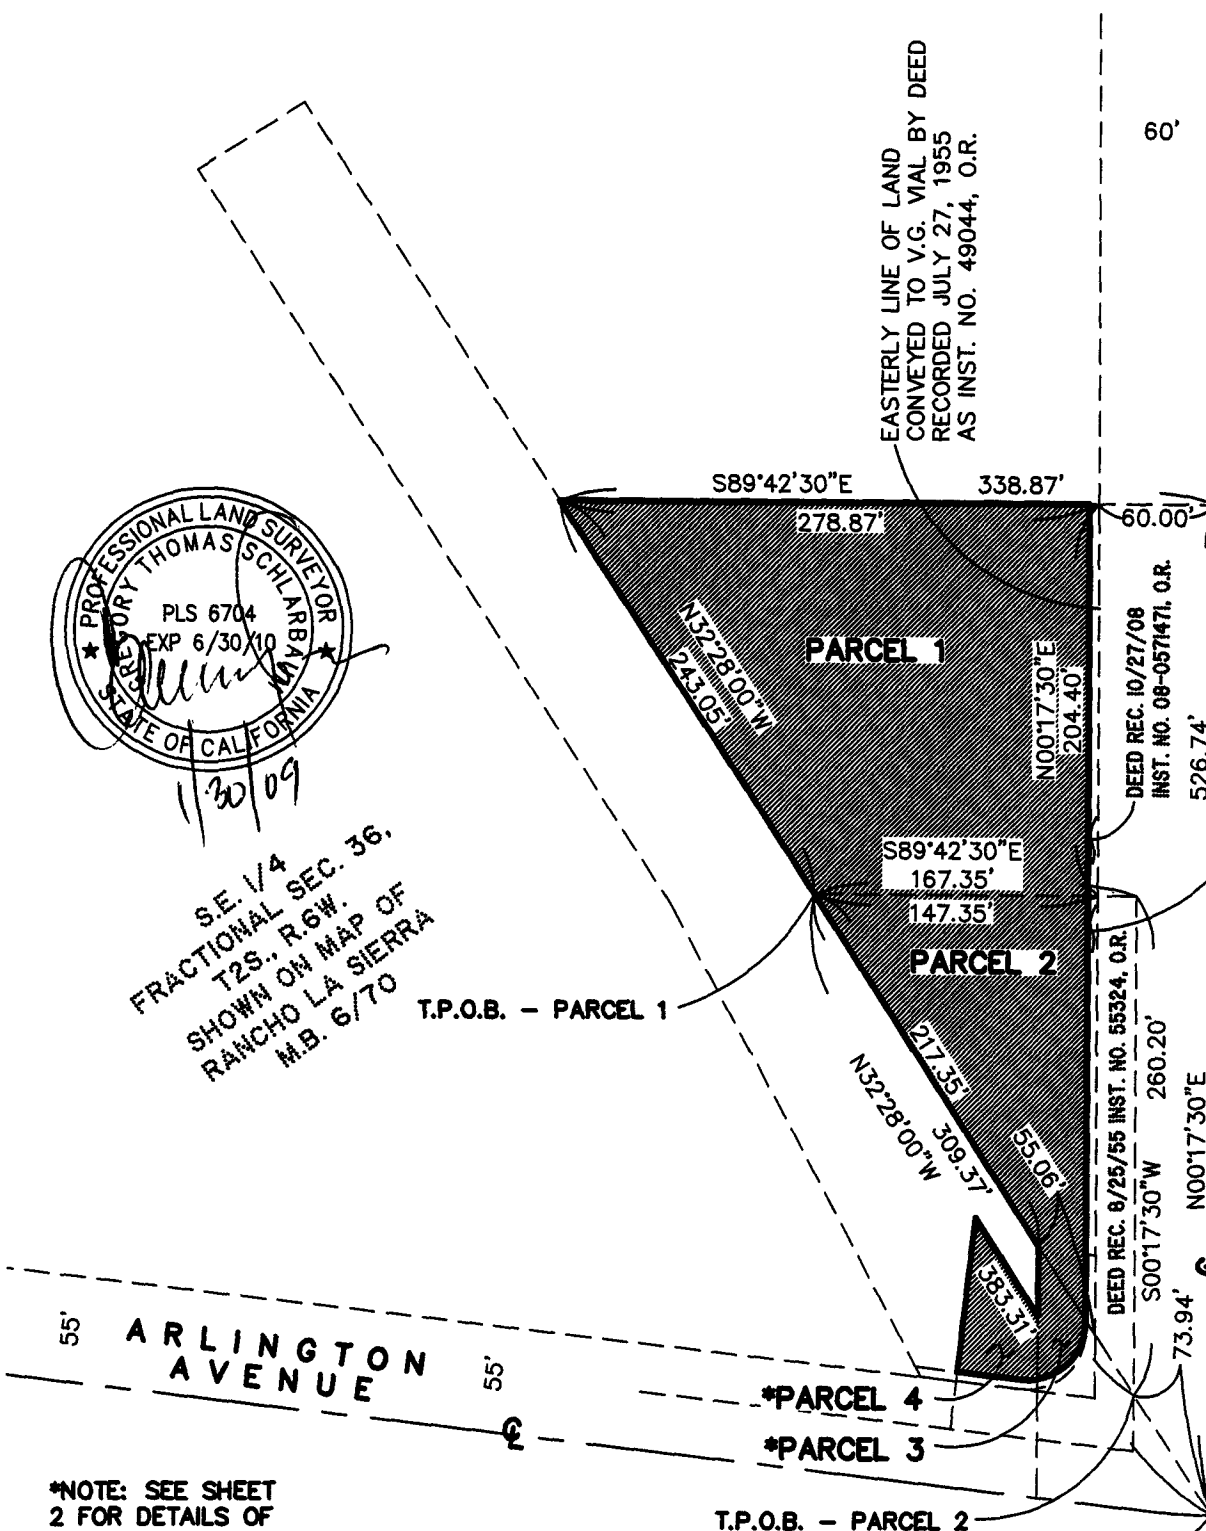 60'
EASTERLY LINE OF LAND
CONVEYED TO V.G. VIAL BY DEED
RECORDED JULY 27, 1955
AS INST. NO. 49044, O.R.
S89°42'30"E 338.87'
278.87'
60.00'
PROFESSIONAL LAND SURVEYOR
GREGORY THOMAS SCHLARBAUM
PLS 6704
EXP 6/30/10
STATE OF CALIFORNIA
1/30/09
N32°28'00"W
243.05'
PARCEL 1
N00°17'30"E
204.40'
DEED REC. 10/27/08
INST. NO. 08-0571471, O.R.
526.74'
S.E. 1/4
FRACTIONAL SEC. 36,
T2S., R.6W.
SHOWN ON MAP OF
RANCHO LA SIERRA
M.B. 6/70
S89°42'30"E
167.35'
147.35'
PARCEL 2
T.P.O.B. – PARCEL 1
217.35'
N32°28'00"W
309.37'
55.06'
DEED REC. 8/25/55 INST. NO. 55324, O.R.
S00°17'30"W 260.20'
N00°17'30"E
383.31'
73.94'
55'
ARLINGTON
AVENUE
55'
*PARCEL 4
*PARCEL 3
*NOTE: SEE SHEET
2 FOR DETAILS OF
T.P.O.B. – PARCEL 2